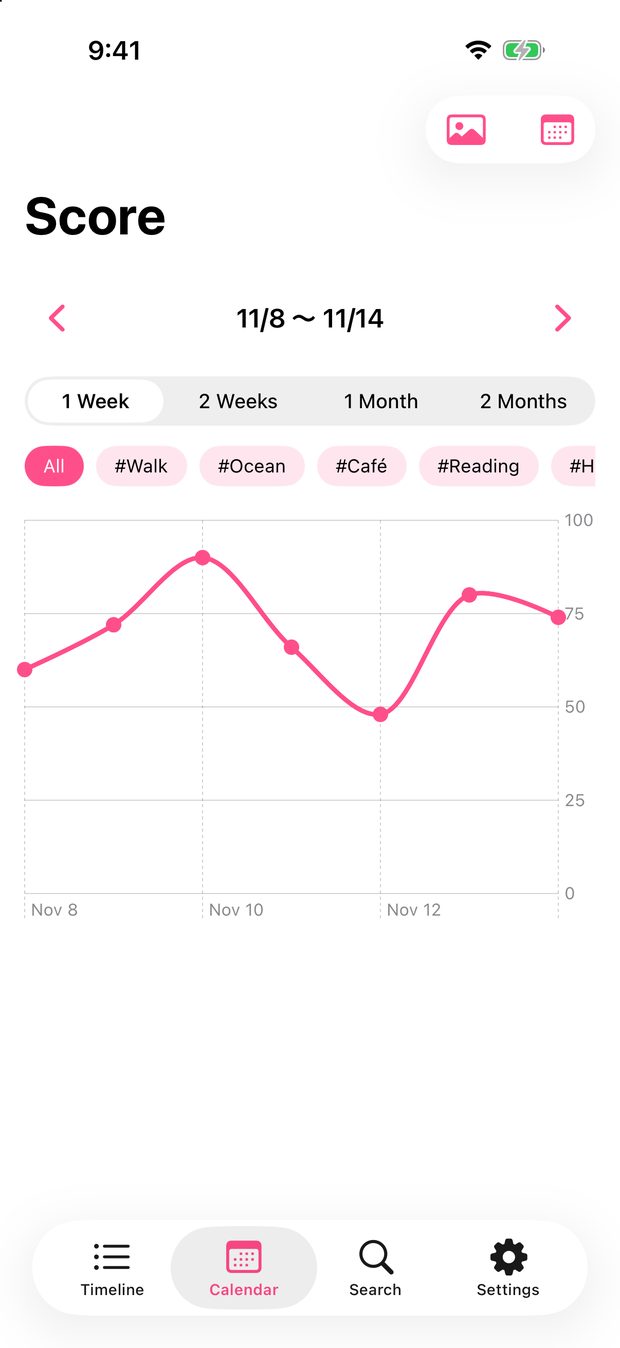 9:41
Score
11/8 〜 11/14
1 Week 2 Weeks 1 Month 2 Months
All #Walk #Ocean #Café #Reading #H
100
75
50
25
0
Nov 8 Nov 10 Nov 12
Timeline Calendar Search Settings